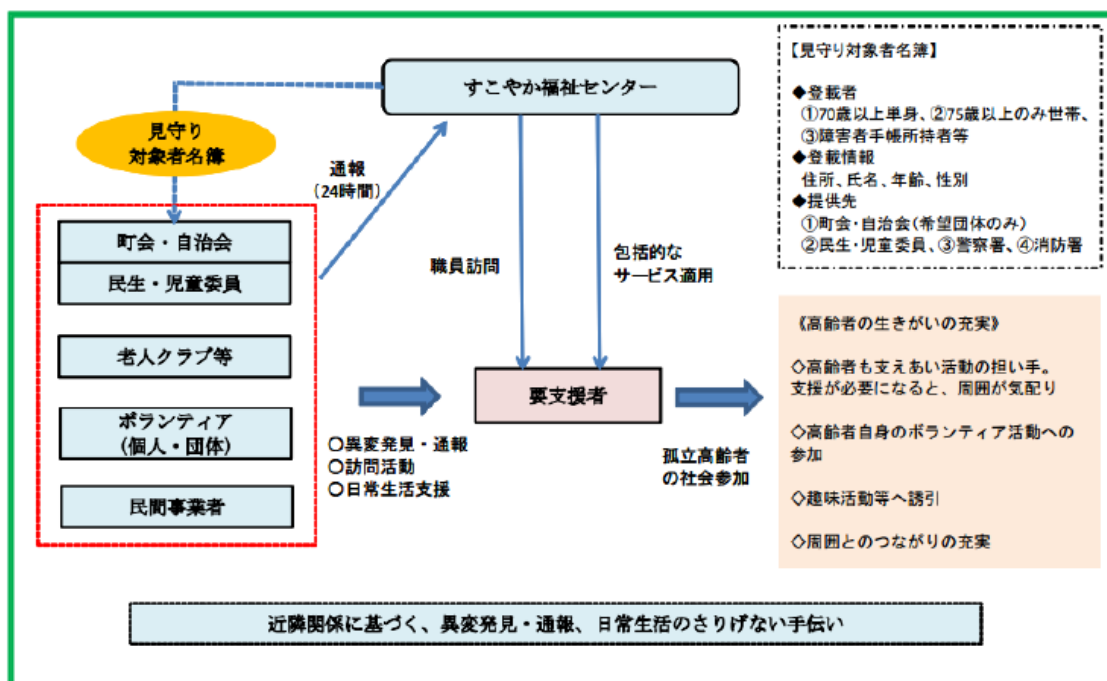 すこやか福祉センター
見守り
対象者名簿
通報
（24時間）
町会・自治会
民生・児童委員
老人クラブ等
ボランティア
(個人・団体)
民間事業者
職員訪問
包括的な
サービス適用
要支援者
〇異変発見・通報
〇訪問活動
〇日常生活支援
孤立高齢者
の社会参加
【見守り対象者名簿】
◆登載者
①70歳以上単身、②75歳以上のみ世帯、
③障害者手帳所持者等
◆登載情報
住所、氏名、年齢、性別
◆提供先
①町会・自治会(希望団体のみ)
②民生・児童委員、③警察署、④消防署
《高齢者の生きがいの充実》
◇高齢者も支えあい活動の担い手。
支援が必要になると、周囲が気配り
◇高齢者自身のボランティア活動への
参加
◇趣味活動等へ誘引
◇周囲とのつながりの充実
近隣関係に基づく、異変発見・通報、日常生活のさりげない手伝い